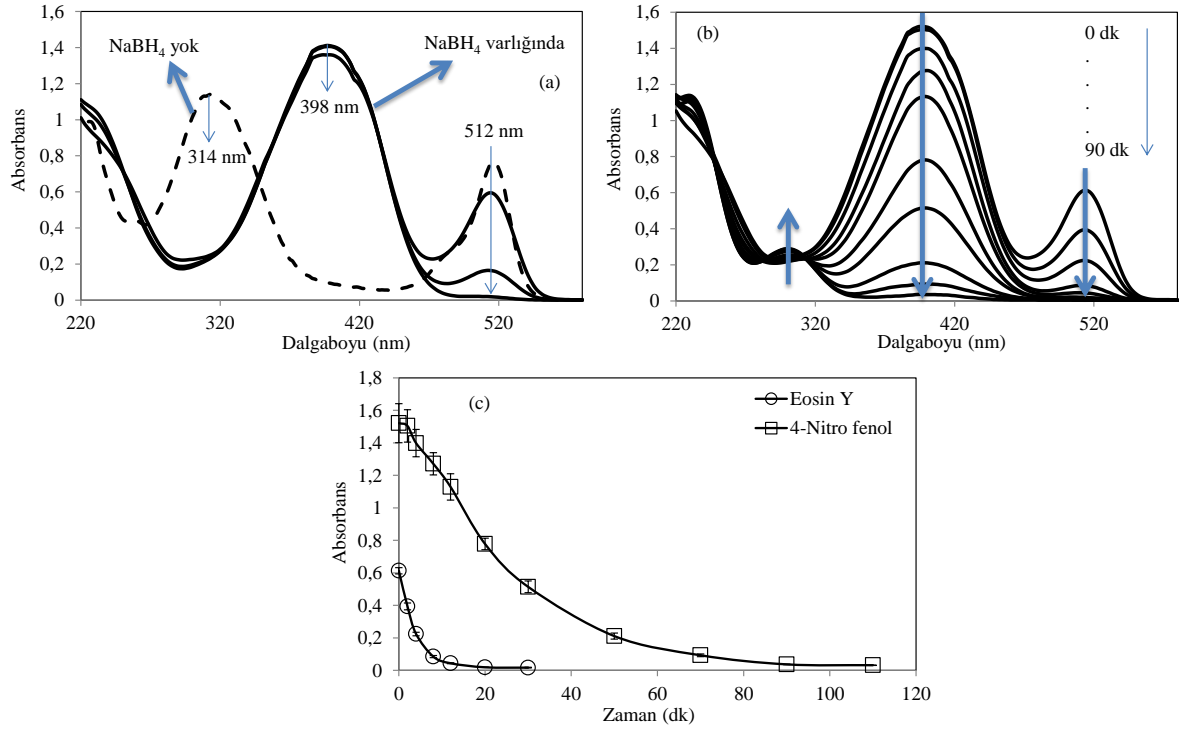 1,6
1,4
1,2
1
0,8
0,6
0,4
0,2
0
Absorbans
220
320
420
520
Dalgaboyu (nm)
NaBH4 yok
NaBH4 varlığında
(a)
314 nm
398 nm
512 nm
1,6
1,4
1,2
1
0,8
0,6
0,4
0,2
0
Absorbans
220
320
420
520
Dalgaboyu (nm)
(b)
0 dk
.
.
.
.
90 dk
1,8
1,6
1,4
1,2
1
0,8
0,6
0,4
0,2
0
Absorbans
0
20
40
60
80
100
120
Zaman (dk)
(c)
Eosin Y
4-Nitro fenol